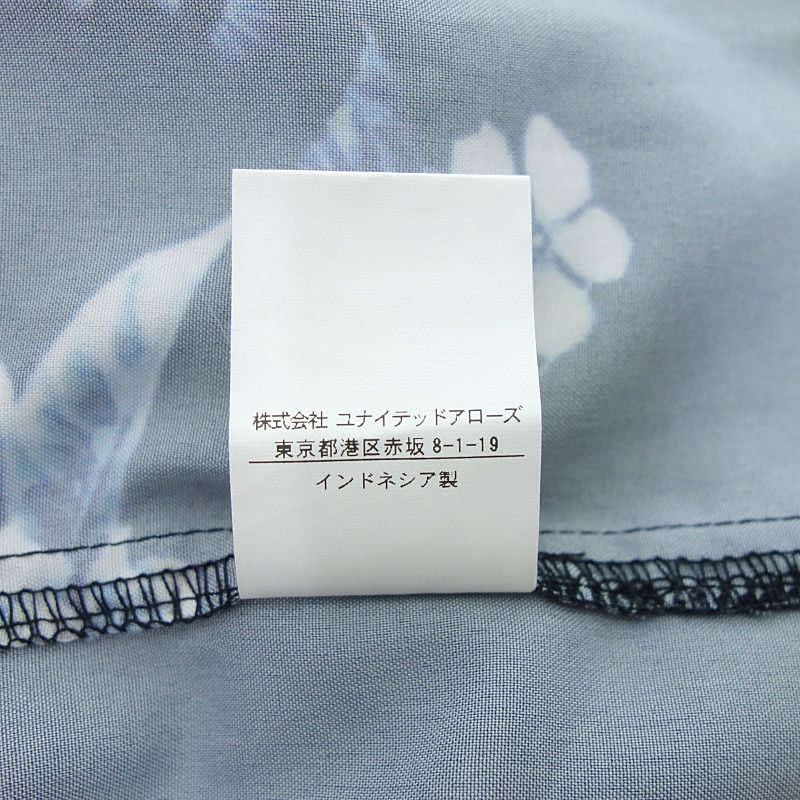 株式会社 ユナイテッドアローズ
東京都港区赤坂 8-1-19
インドネシア製